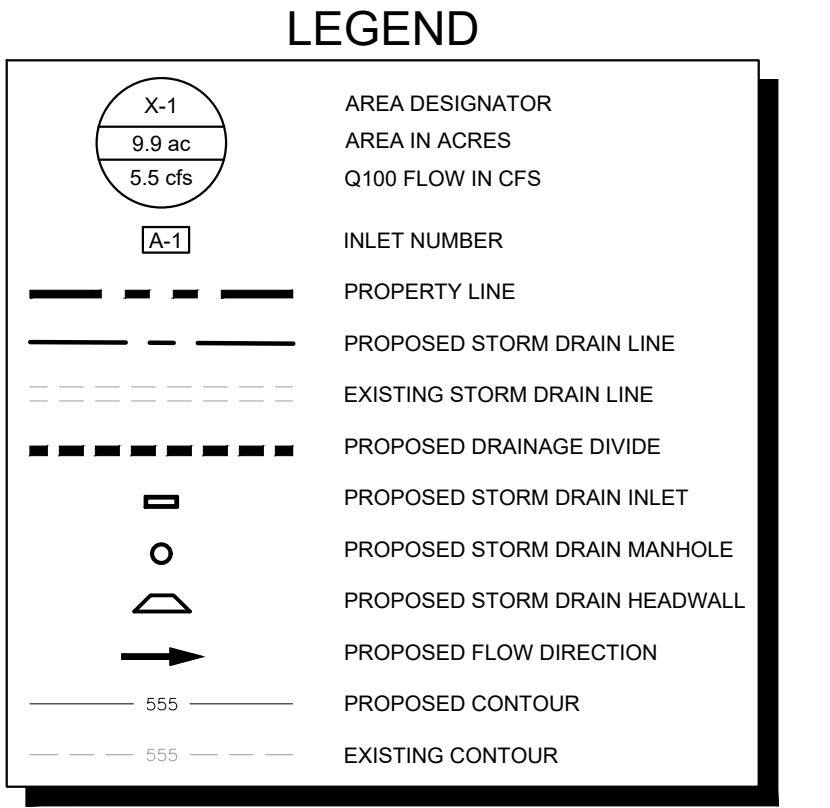 LEGEND
X-1 AREA DESIGNATOR
9.9 ac AREA IN ACRES
5.5 cfs Q100 FLOW IN CFS
A-1 INLET NUMBER
PROPERTY LINE
PROPOSED STORM DRAIN LINE
EXISTING STORM DRAIN LINE
PROPOSED DRAINAGE DIVIDE
PROPOSED STORM DRAIN INLET
PROPOSED STORM DRAIN MANHOLE
PROPOSED STORM DRAIN HEADWALL
PROPOSED FLOW DIRECTION
555 PROPOSED CONTOUR
555 EXISTING CONTOUR